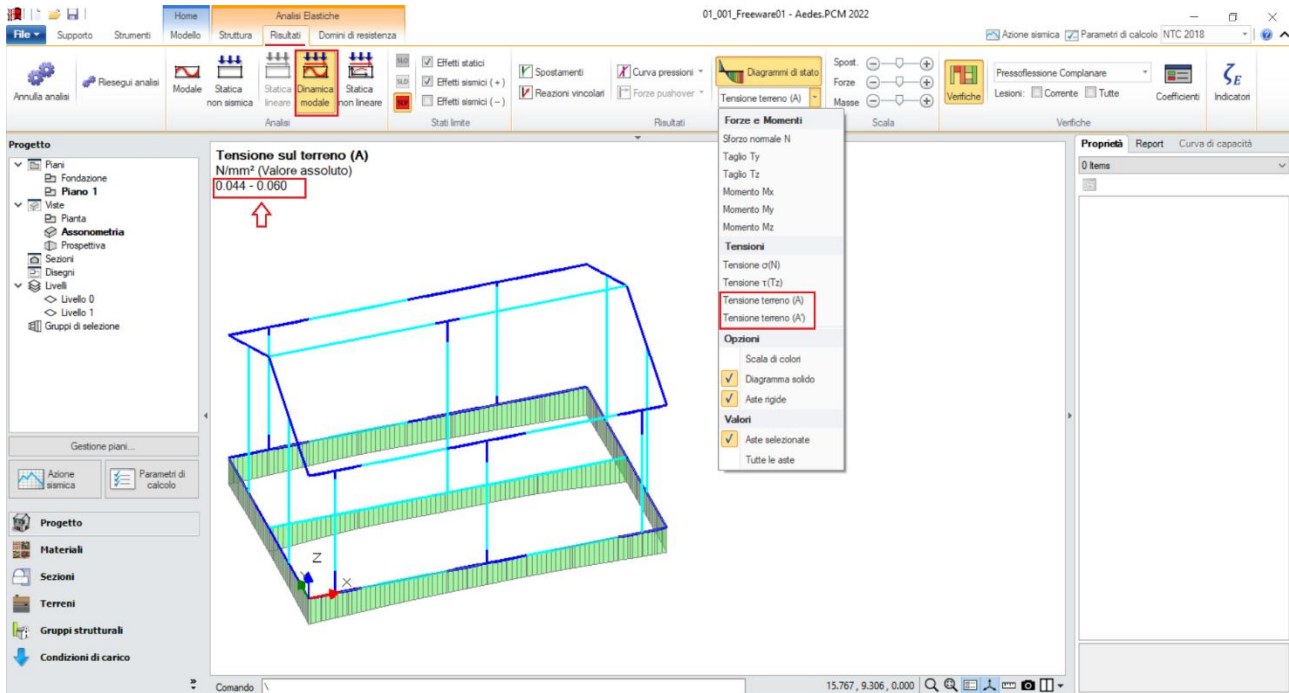 01_001_Freeware01 - Aedes.PCM 2022
Home
Analisi Elastiche
File
Supporto
Strumenti
Modello
Struttura
Risultati
Domini di resistenza
Azione sismica
Parametri di calcolo
NTC 2018
Annulla analisi
Riesegui analisi
Modale
Statica
non sismica
Statica
lineare
Dinamica
modale
Statica
non lineare
Analisi
SLO
SLD
SLV
Effetti statici
Effetti sismici (+)
Effetti sismici (−)
Stati limite
Spostamenti
Reazioni vincolari
Curva pressioni
Forze pushover
Diagrammi di stato
Tensione terreno (A)
Risultati
Spost.
Forze
Masse
Scala
Verifiche
Pressoflessione Complanare
Lesioni:
Corrente
Tutte
Coefficienti
ζE
Indicatori
Verifiche
Progetto
Piani
Fondazione
Piano 1
Viste
Pianta
Assonometria
Prospettiva
Sezioni
Disegni
Livelli
Livello 0
Livello 1
Gruppi di selezione
Gestione piani...
Azione
sismica
Parametri di
calcolo
Progetto
Materiali
Sezioni
Terreni
Gruppi strutturali
Condizioni di carico
Tensione sul terreno (A)
N/mm² (Valore assoluto)
0.044 - 0.060
Z
X
Forze e Momenti
Sforzo normale N
Taglio Ty
Taglio Tz
Momento Mx
Momento My
Momento Mz
Tensioni
Tensione σ(N)
Tensione τ(Tz)
Tensione terreno (A)
Tensione terreno (A')
Opzioni
Scala di colori
Diagramma solido
Aste rigide
Valori
Aste selezionate
Tutte le aste
Proprietà
Report
Curva di capacità
0 Items
Comando
\
15.767 , 9.306 , 0.000